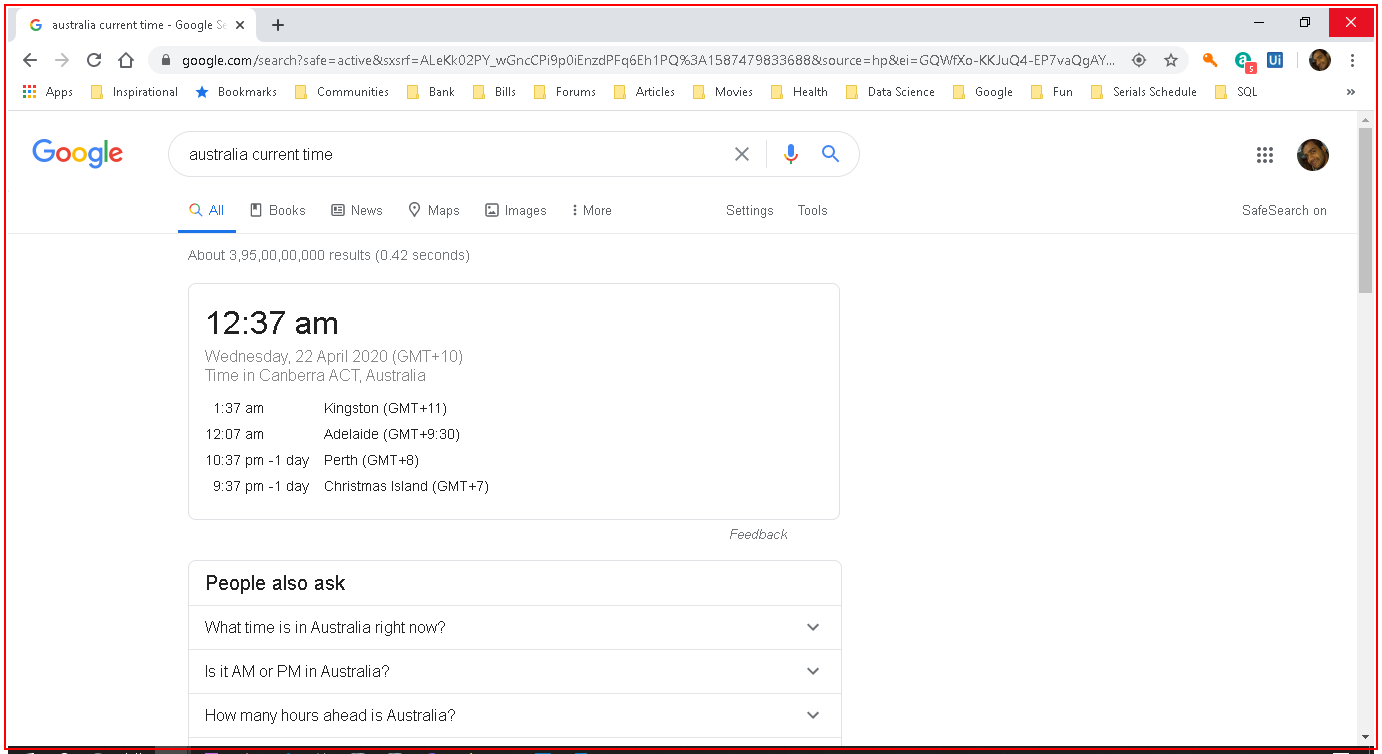 australia current time - Google Se
google.com/search?safe=active&sxsrf=ALeKk02PY_wGncCPi9p0iEnzdPFq6Eh1PQ%3A1587479833688&source=hp&ei=GQWfXo-KKJuQ4-EP7vaQgAY...
a
s
Ui
Apps Inspirational Bookmarks Communities Bank Bills Forums Articles Movies Health Data Science Google Fun Serials Schedule SQL »
Google
australia current time
All Books News Maps Images More Settings Tools SafeSearch on
About 3,95,00,00,000 results (0.42 seconds)
12:37 am
Wednesday, 22 April 2020 (GMT+10)
Time in Canberra ACT, Australia
1:37 am Kingston (GMT+11)
12:07 am Adelaide (GMT+9:30)
10:37 pm -1 day Perth (GMT+8)
9:37 pm -1 day Christmas Island (GMT+7)
Feedback
People also ask
What time is in Australia right now?
Is it AM or PM in Australia?
How many hours ahead is Australia?